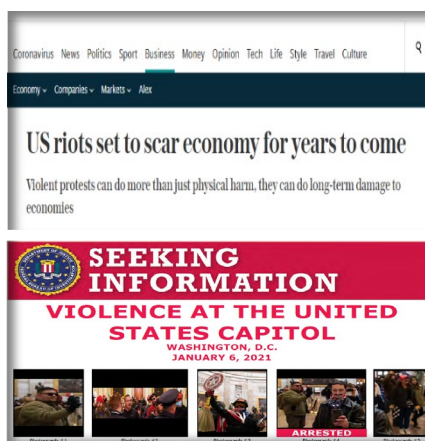 Coronavirus News Politics Sport Business Money Opinion Tech Life Style Travel Culture
Economy Companies Markets Alex
US riots set to scar economy for years to come
Violent protests can do more than just physical harm, they can do long-term damage to
economies
SEEKING
INFORMATION
VIOLENCE AT THE UNITED
STATES CAPITOL
WASHINGTON, D.C.
JANUARY 6, 2021
ARRESTED